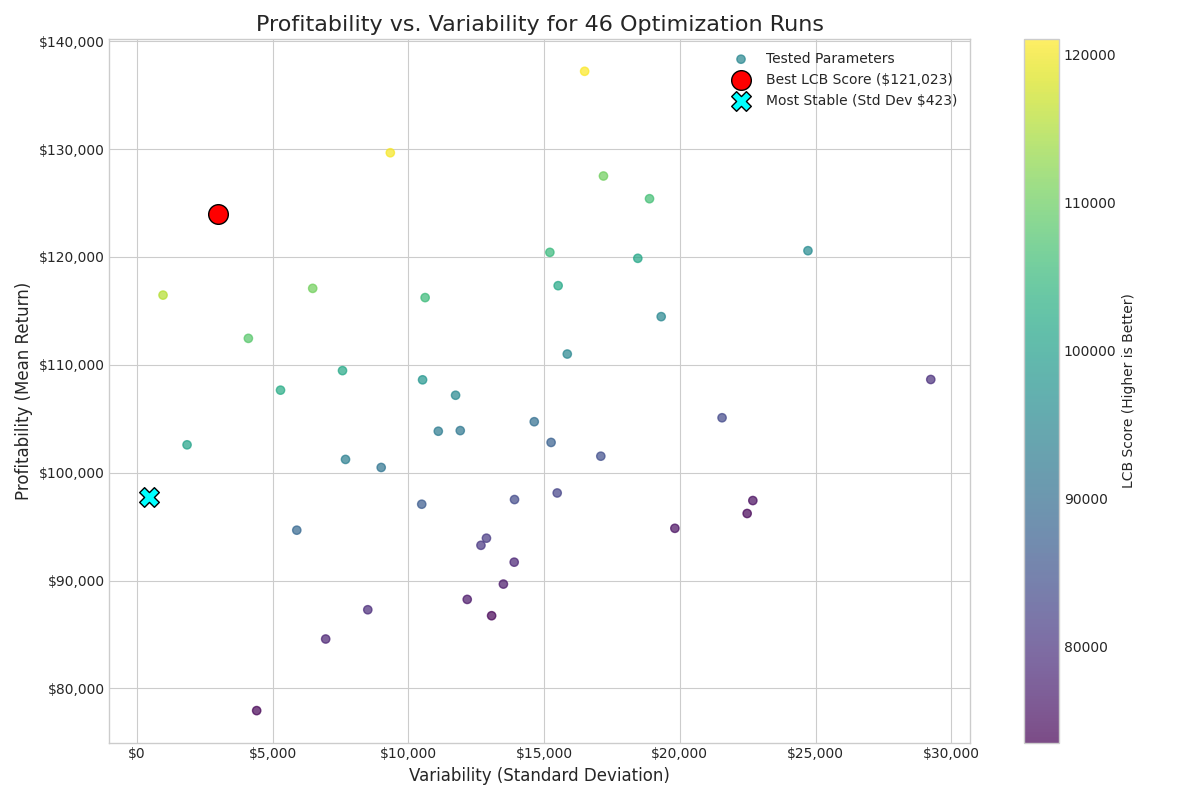 Profitability vs. Variability for 46 Optimization Runs
Tested Parameters
Best LCB Score ($121,023)
Most Stable (Std Dev $423)
Profitability (Mean Return)
$140,000
$130,000
$120,000
$110,000
$100,000
$90,000
$80,000
$0
$5,000
$10,000
$15,000
$20,000
$25,000
$30,000
Variability (Standard Deviation)
120000
110000
100000
90000
80000
LCB Score (Higher is Better)